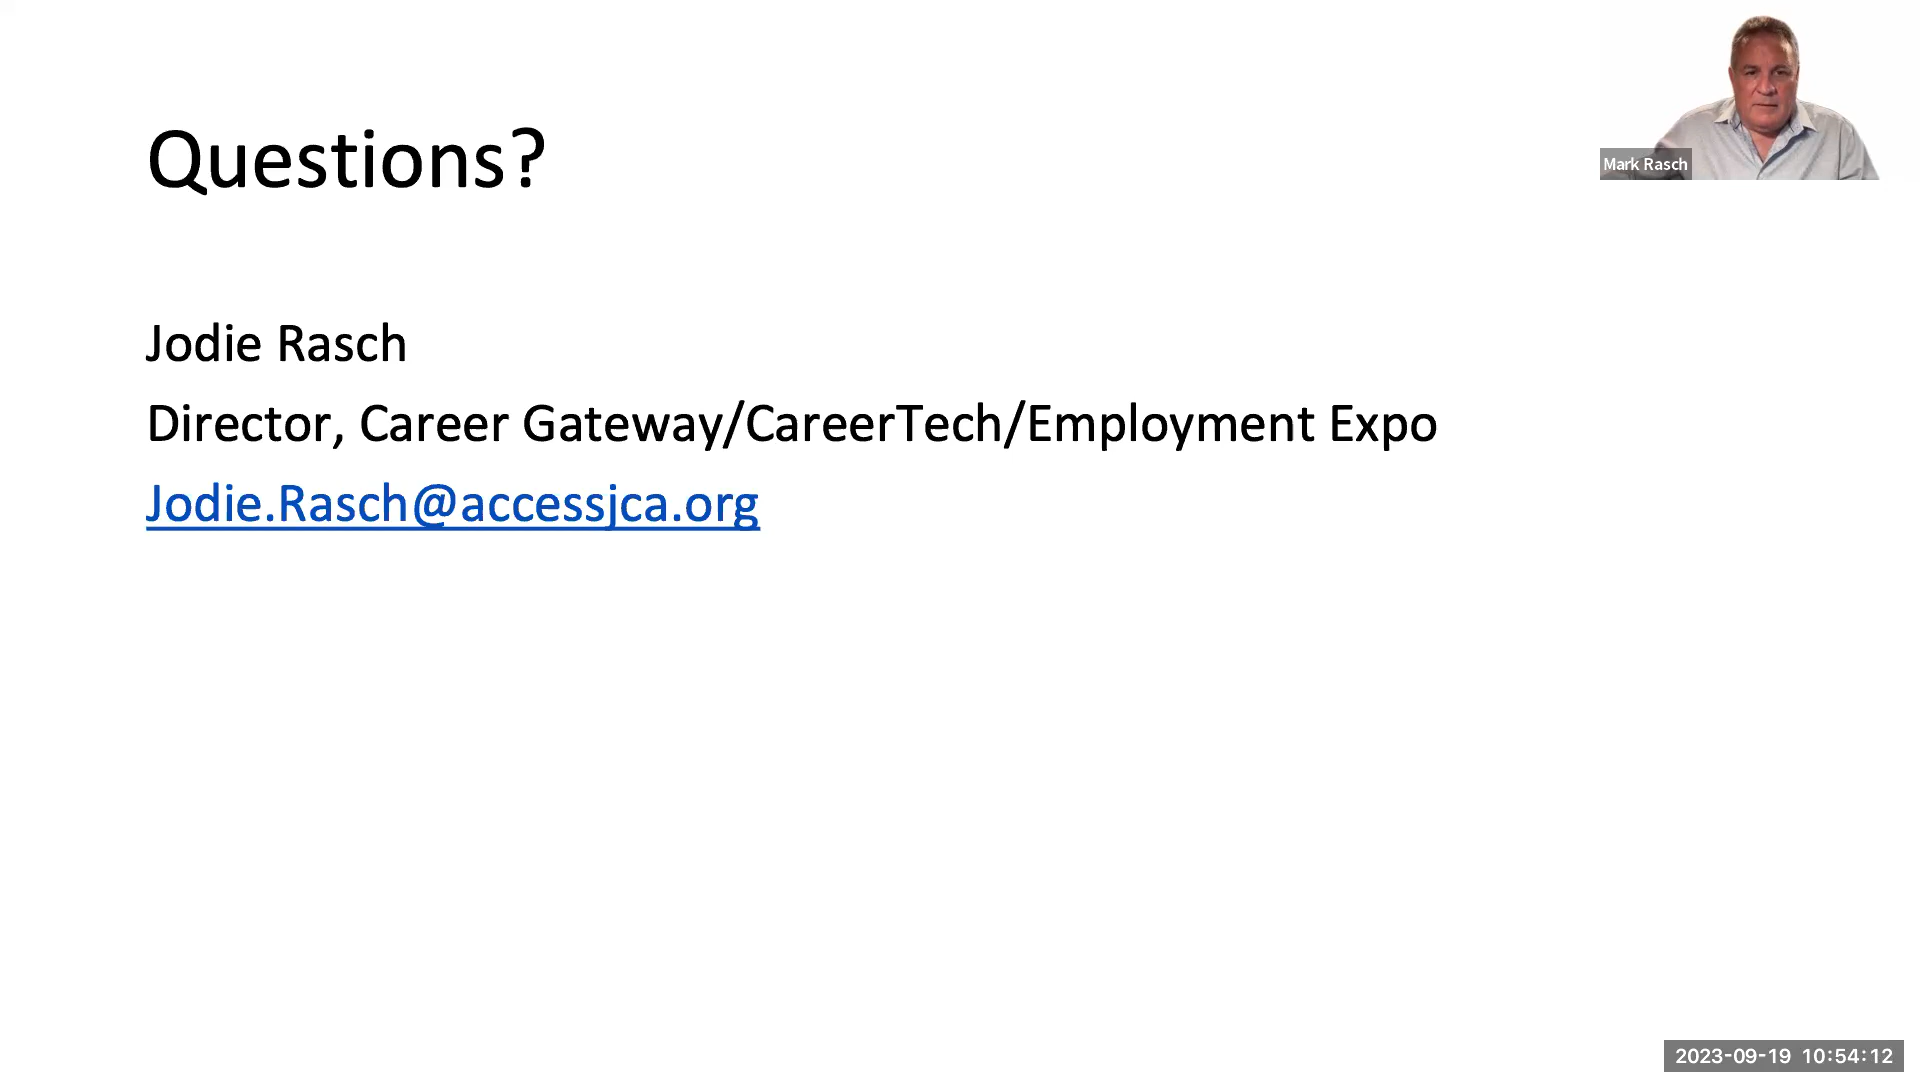 Mark Rasch
Questions?
Jodie Rasch
Director, Career Gateway/CareerTech/Employment Expo
Jodie.Rasch@accessjca.org
2023-09-19 10:54:12